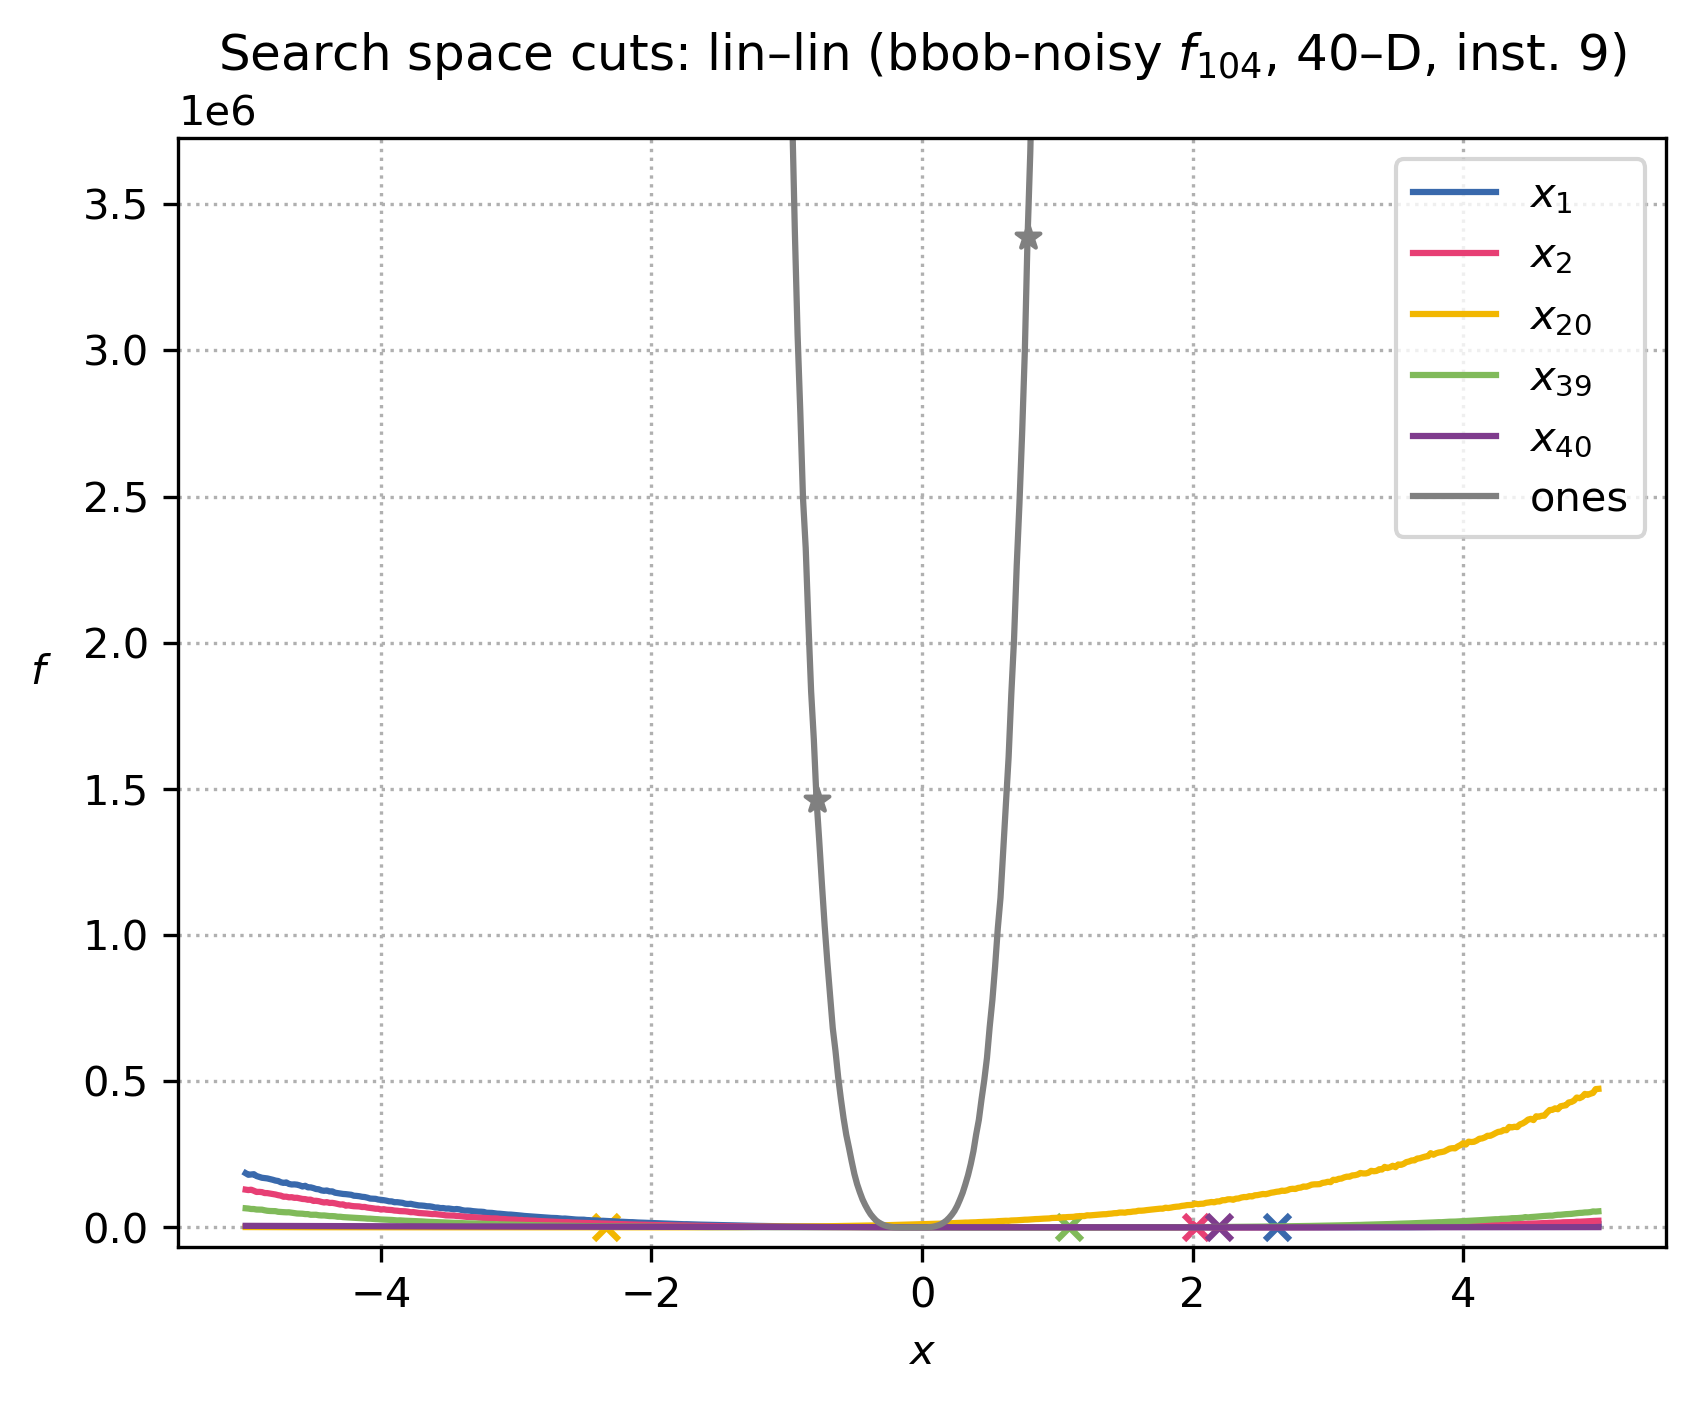 Search space cuts: lin–lin (bbob-noisy f₁₀₄, 40–D, inst. 9)
1e6
3.5
3.0
2.5
2.0
1.5
1.0
0.5
0.0
f
−4
−2
0
2
4
x
x₁
x₂
x₂₀
x₃₉
x₄₀
ones